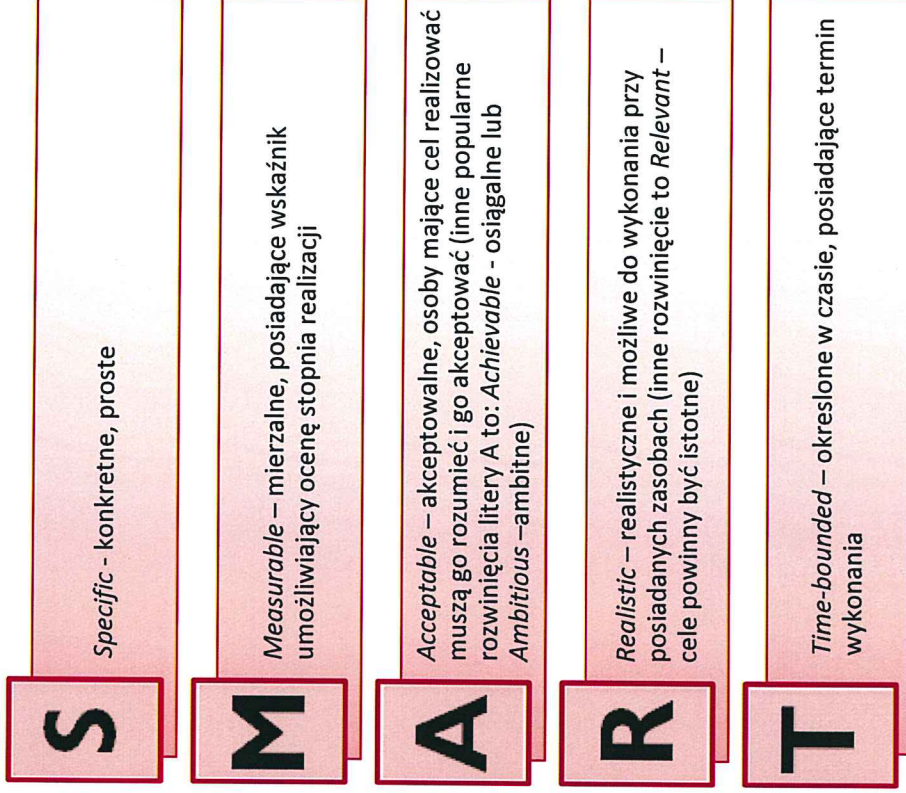 S
Specific - konkretne, proste
M
Measurable – mierzalne, posiadające wskaźnik
umożliwiający ocenę stopnia realizacji
A
Acceptable – akceptowalne, osoby mające cel realizować
muszą go rozumieć i go akceptować (inne popularne
rozwinięcia litery A to: Achievable - osiągalne lub
Ambitious –ambitne)
R
Realistic – realistyczne i możliwe do wykonania przy
posiadanych zasobach (inne rozwinięcie to Relevant –
cele powinny być istotne)
T
Time-bounded – okreslone w czasie, posiadające termin
wykonania